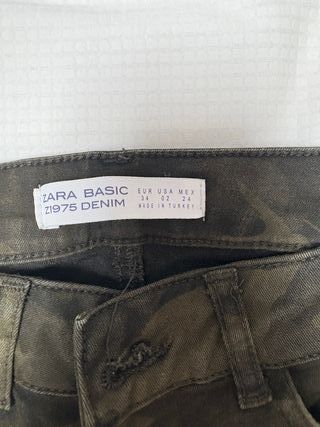 ZARA BASIC
Z1975 DENIM
EUR USA MEX
34 02 24
MADE IN TURKEY